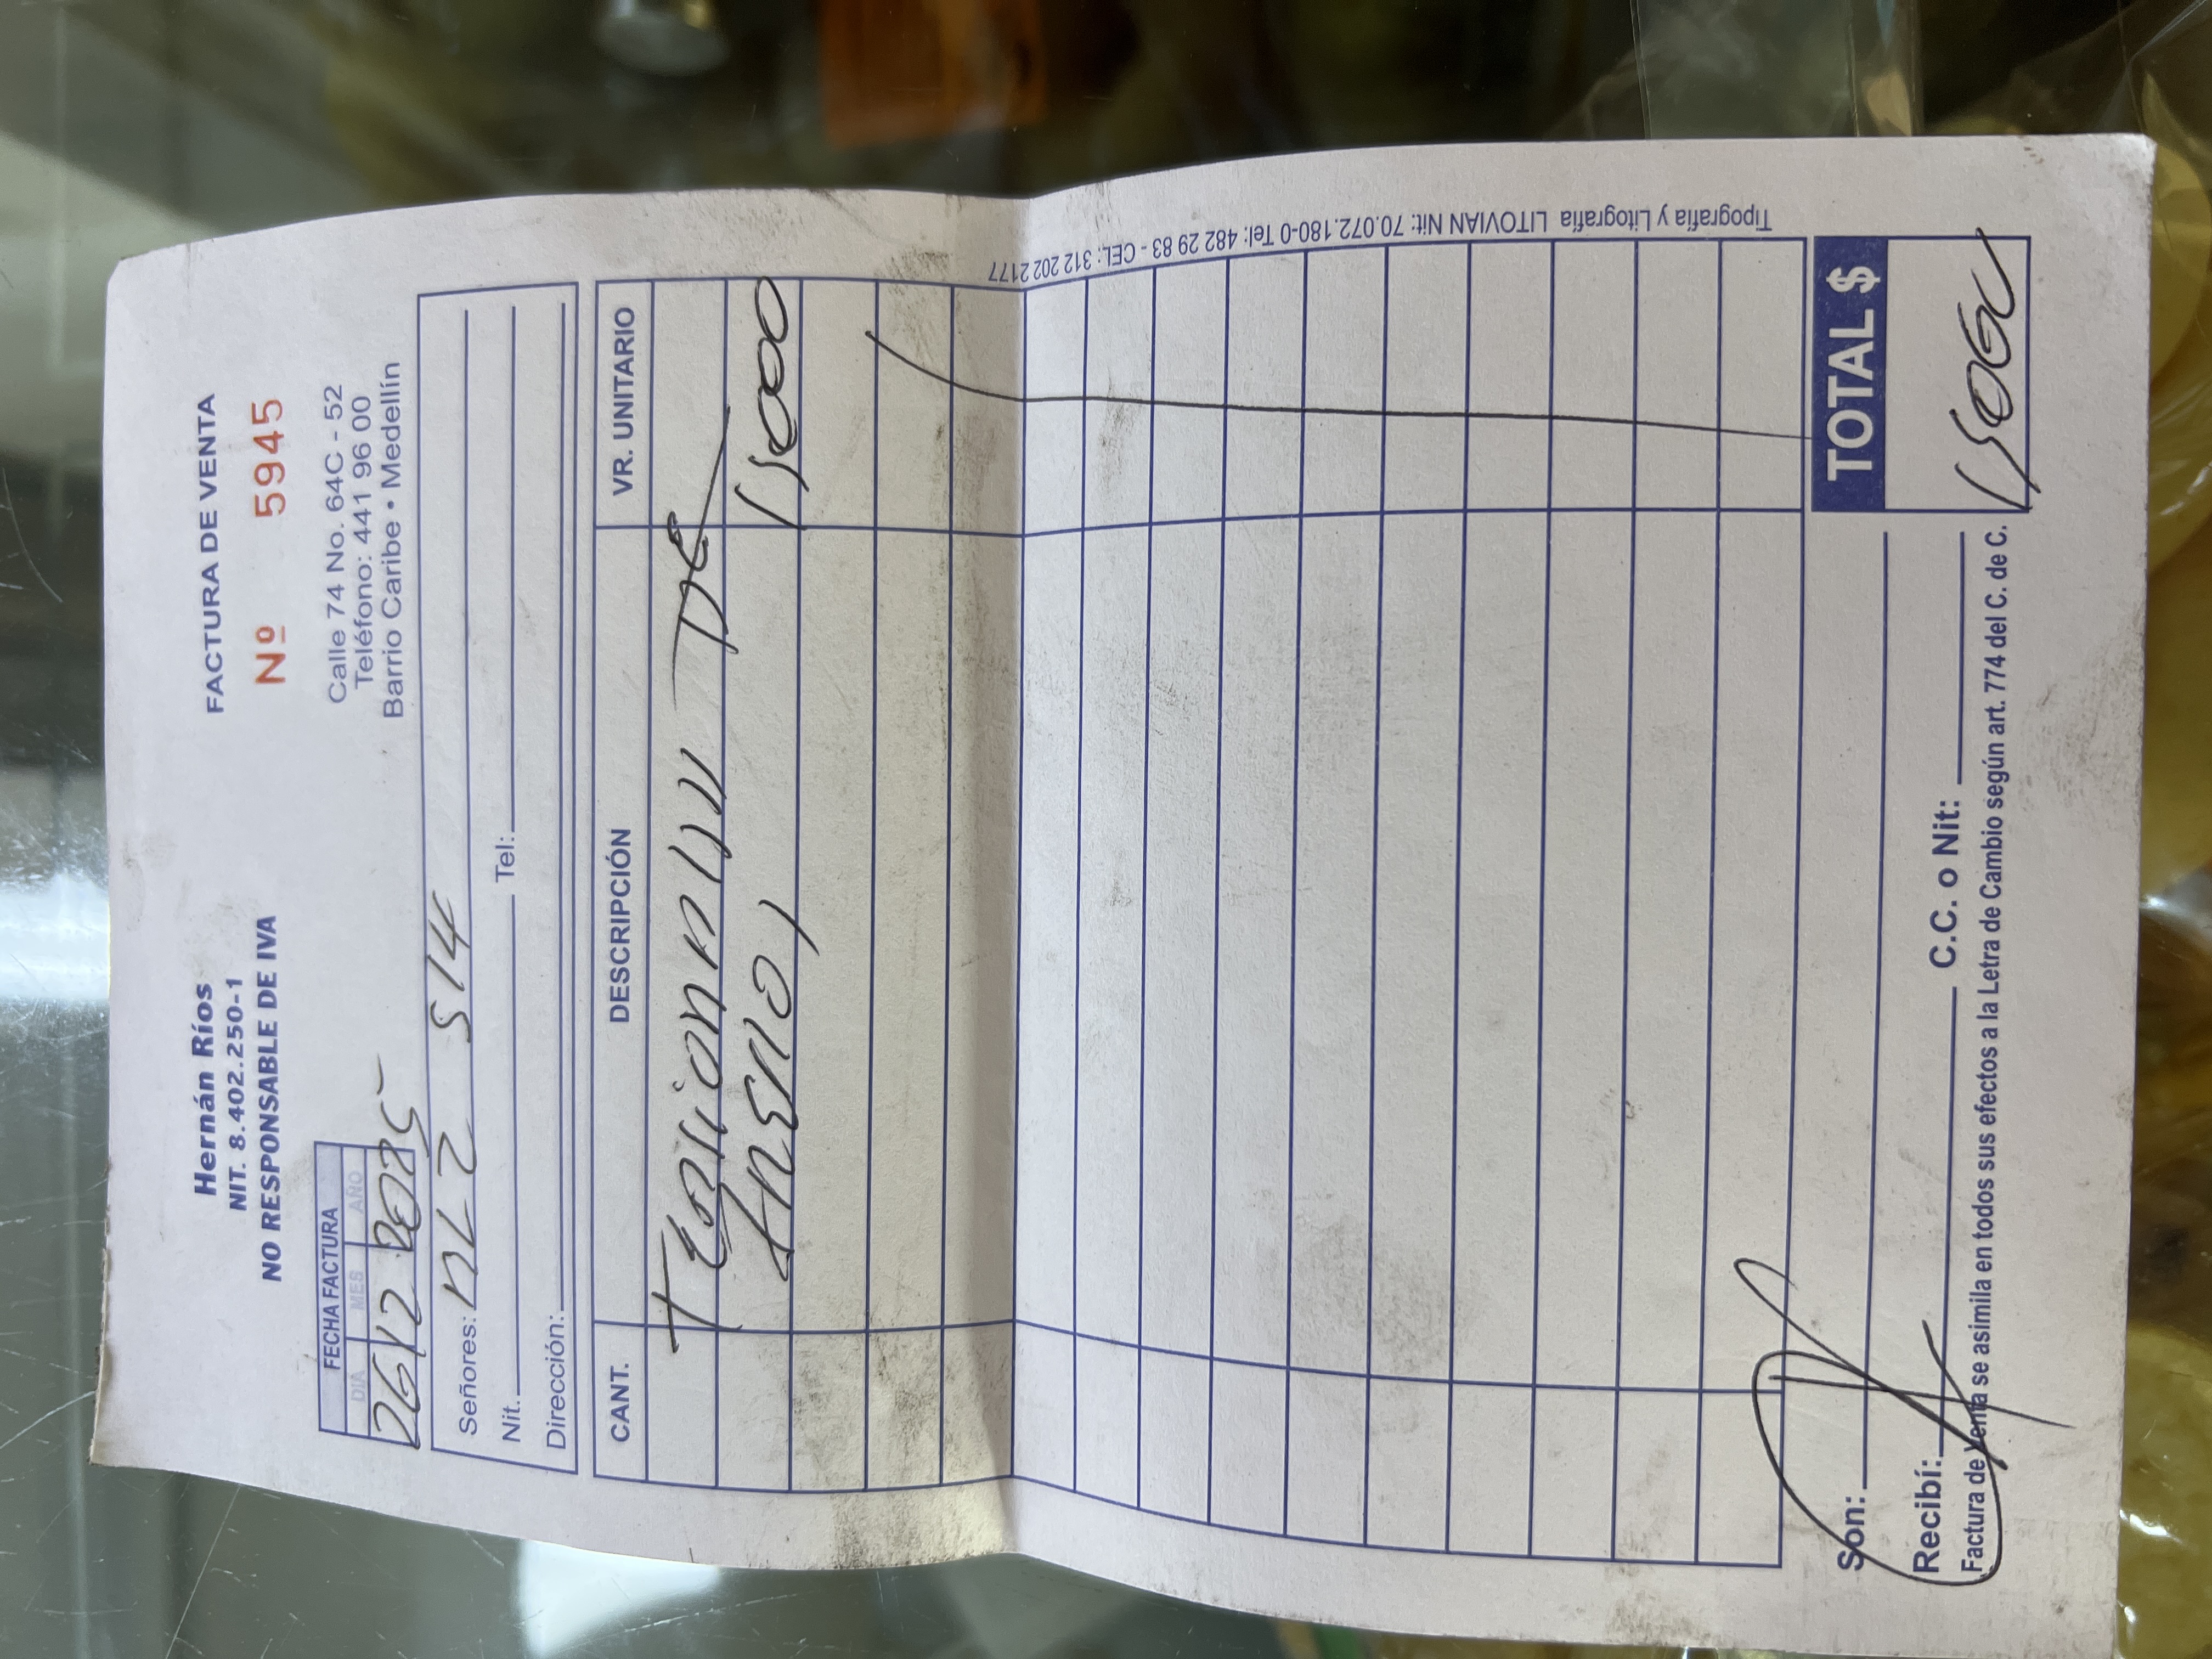 Hernán Ríos
NIT. 8.402.250-1
NO RESPONSABLE DE IVA
FACTURA DE VENTA
Nº 5945
Calle 74 No. 64C - 52
Teléfono: 441 96 00
Barrio Caribe • Medellín
FECHA FACTURA
DIA MES AÑO
26 12 2025
Señores: NLZ 514
Nit. Tel:
Dirección:
CANT. DESCRIPCIÓN VR. UNITARIO
DE
15000
TOTAL $
15000
Son:
Recibí: C.C. o Nit:
Factura de Venta se asimila en todos sus efectos a la Letra de Cambio según art. 774 del C. de C.
Tipografía y Litografía LITOVIAN Nit: 70.072.180-0 Tel: 482 29 83 - CEL: 312 202 2177